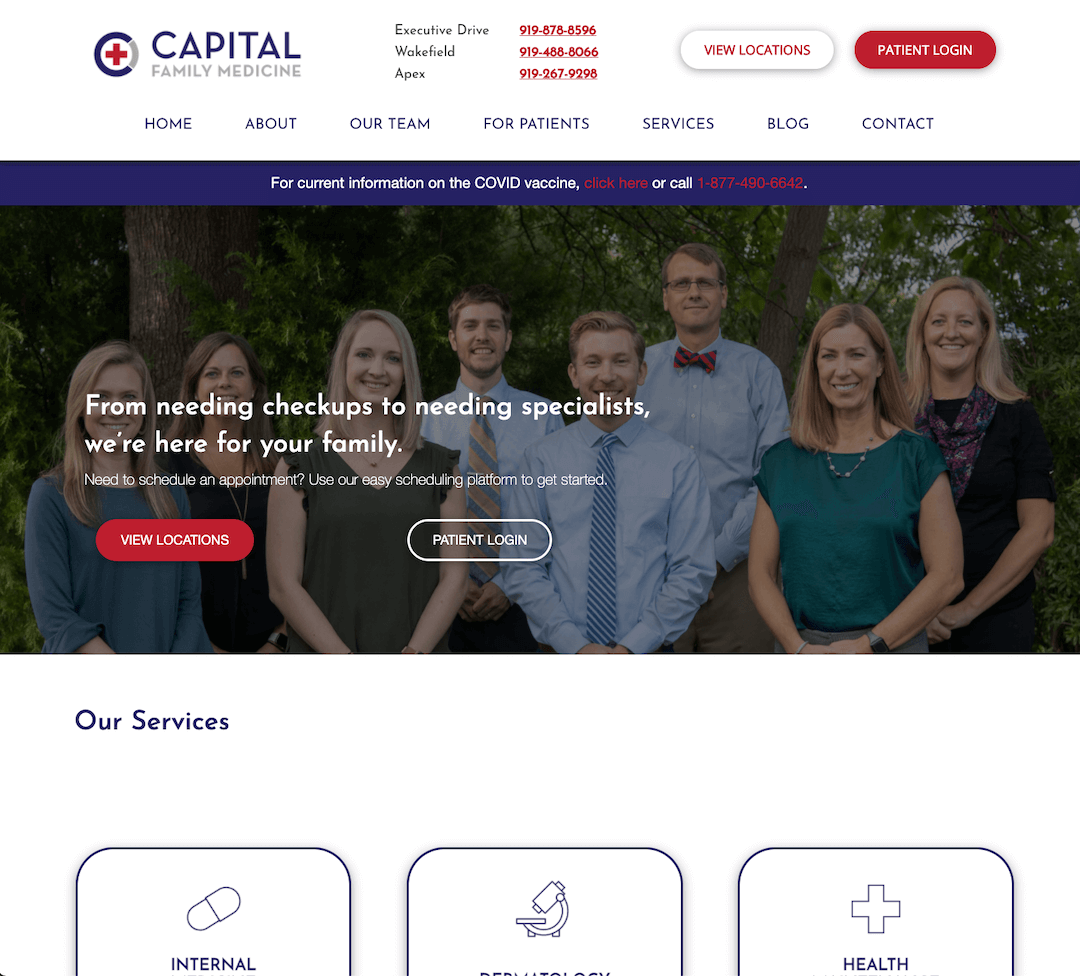 CAPITAL
FAMILY MEDICINE
Executive Drive 919-878-8596
Wakefield 919-488-8066
Apex 919-267-9298
VIEW LOCATIONS
PATIENT LOGIN
HOME ABOUT OUR TEAM FOR PATIENTS SERVICES BLOG CONTACT
For current information on the COVID vaccine, click here or call 1-877-490-6642.
From needing checkups to needing specialists,
we're here for your family.
Need to schedule an appointment? Use our easy scheduling platform to get started.
VIEW LOCATIONS
PATIENT LOGIN
Our Services
INTERNAL
DERMATOLOGY
HEALTH